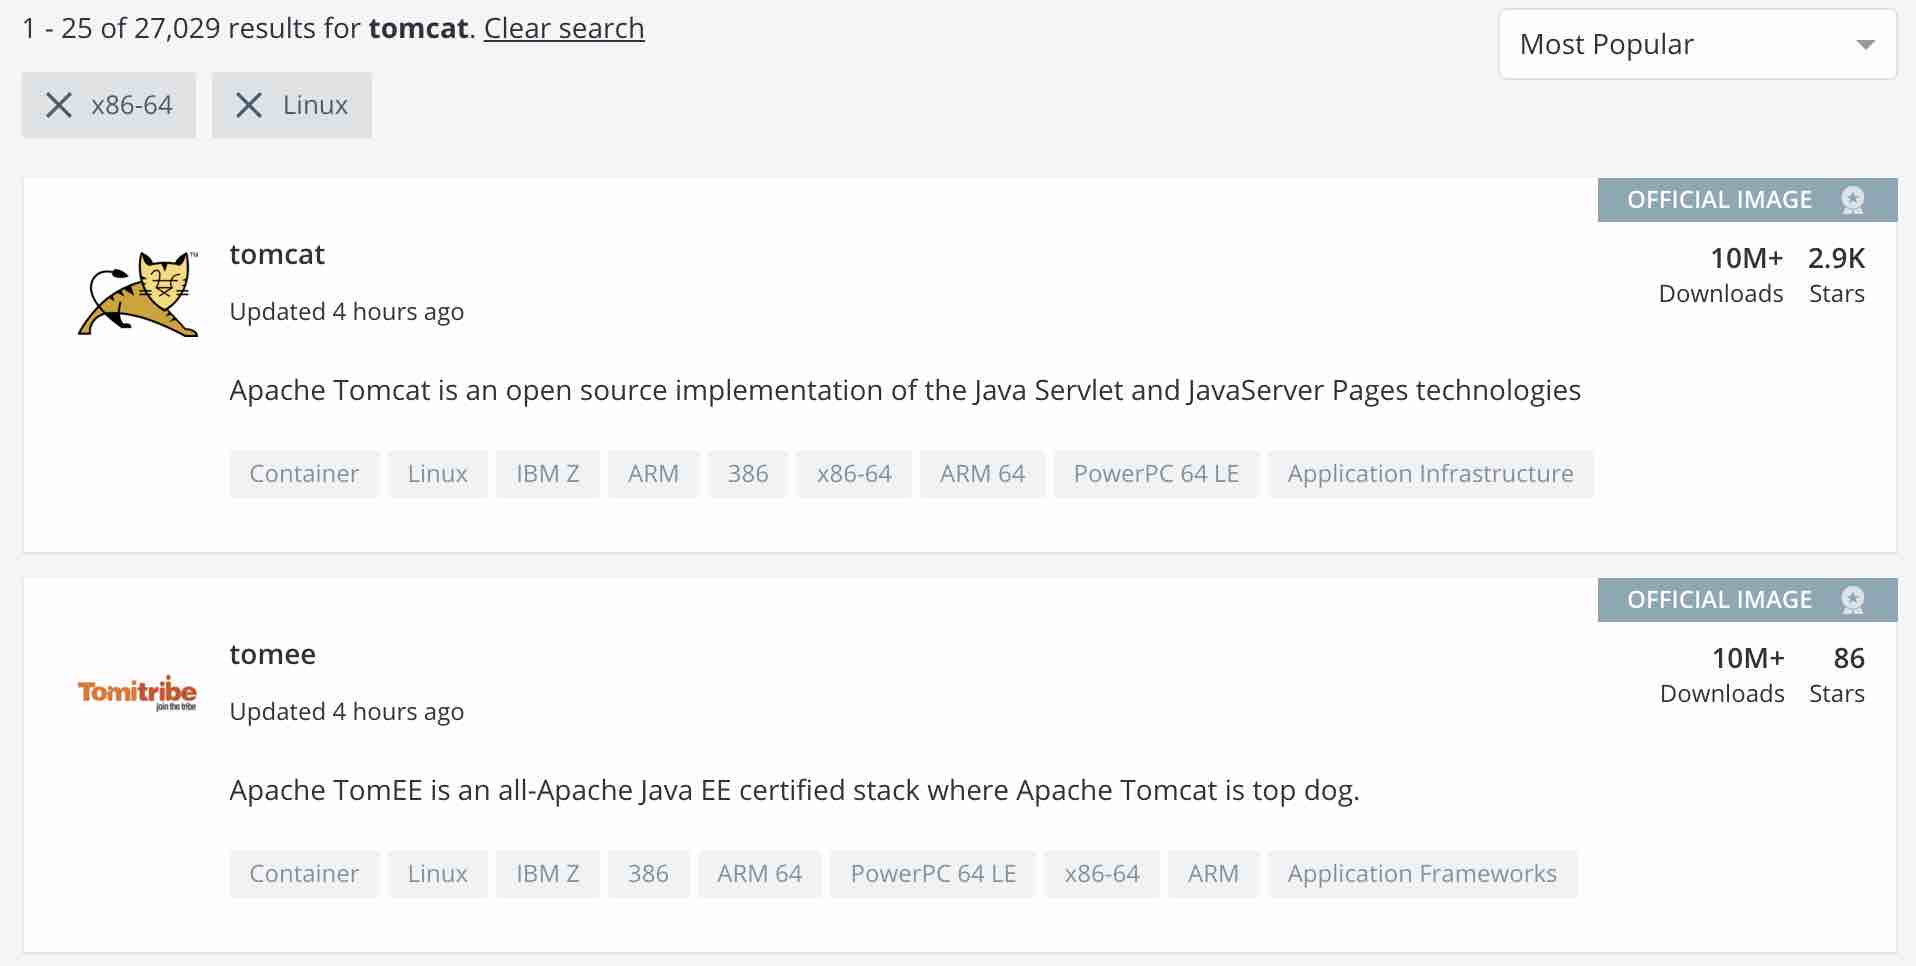 1 - 25 of 27,029 results for tomcat. Clear search
Most Popular
x86-64
Linux
OFFICIAL IMAGE
TM
tomcat
10M+ 2.9K
Downloads Stars
Updated 4 hours ago
Apache Tomcat is an open source implementation of the Java Servlet and JavaServer Pages technologies
Container Linux IBM Z ARM 386 x86-64 ARM 64 PowerPC 64 LE Application Infrastructure
OFFICIAL IMAGE
Tomitribe
join the tribe
tomee
10M+ 86
Downloads Stars
Updated 4 hours ago
Apache TomEE is an all-Apache Java EE certified stack where Apache Tomcat is top dog.
Container Linux IBM Z 386 ARM 64 PowerPC 64 LE x86-64 ARM Application Frameworks